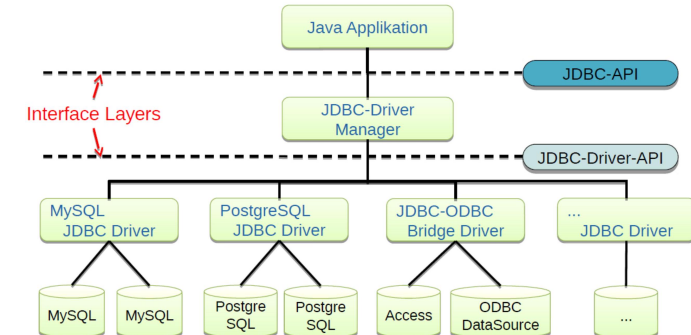 Java Applikation
JDBC-API
Interface Layers
JDBC-Driver
Manager
JDBC-Driver-API
MySQL
JDBC Driver
PostgreSQL
JDBC Driver
JDBC-ODBC
Bridge Driver
...
JDBC Driver
MySQL
MySQL
Postgre
SQL
Postgre
SQL
Access
ODBC
DataSource
...